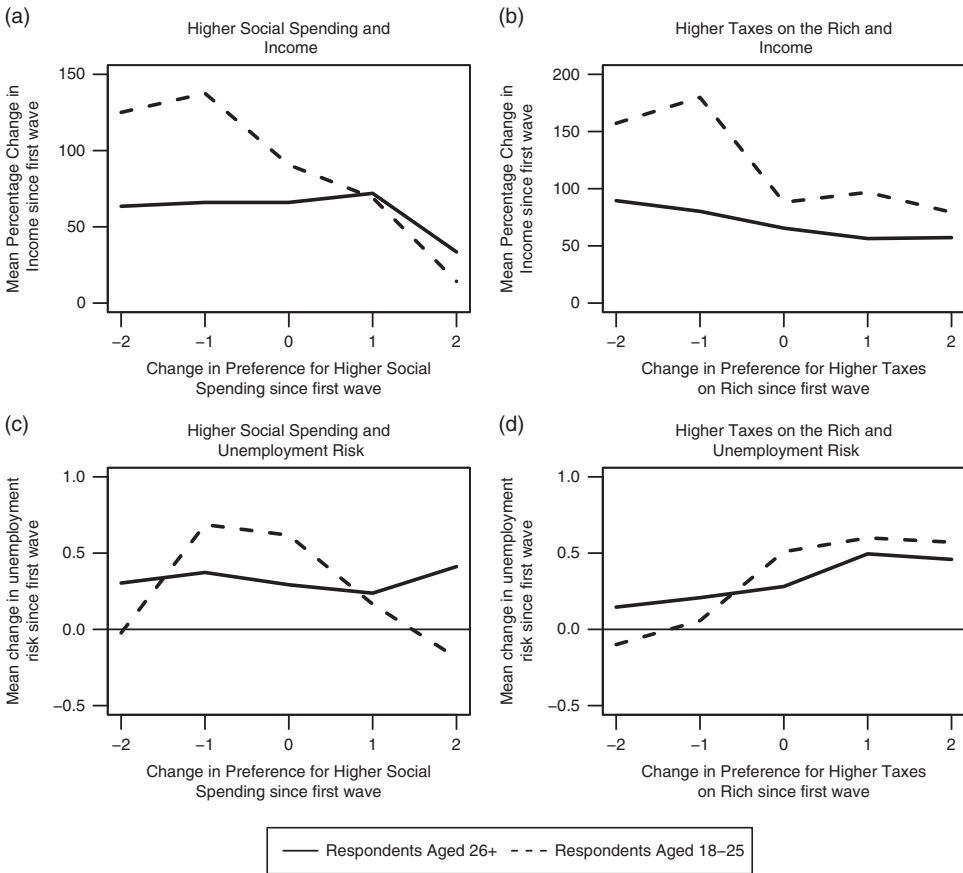 (a)
Higher Social Spending and
Income
Mean Percentage Change in
Income since first wave
150
100
50
0
−2 −1 0 1 2
Change in Preference for Higher Social
Spending since first wave
(b)
Higher Taxes on the Rich and
Income
Mean Percentage Change in
Income since first wave
200
150
100
50
0
−2 −1 0 1 2
Change in Preference for Higher Taxes
on Rich since first wave
(c)
Higher Social Spending and
Unemployment Risk
Mean change in unemployment
risk since first wave
1.0
0.5
0.0
−0.5
−2 −1 0 1 2
Change in Preference for Higher Social
Spending since first wave
(d)
Higher Taxes on the Rich and
Unemployment Risk
Mean change in unemployment
risk since first wave
1.0
0.5
0.0
−0.5
−2 −1 0 1 2
Change in Preference for Higher Taxes
on Rich since first wave
Respondents Aged 26+ Respondents Aged 18−25